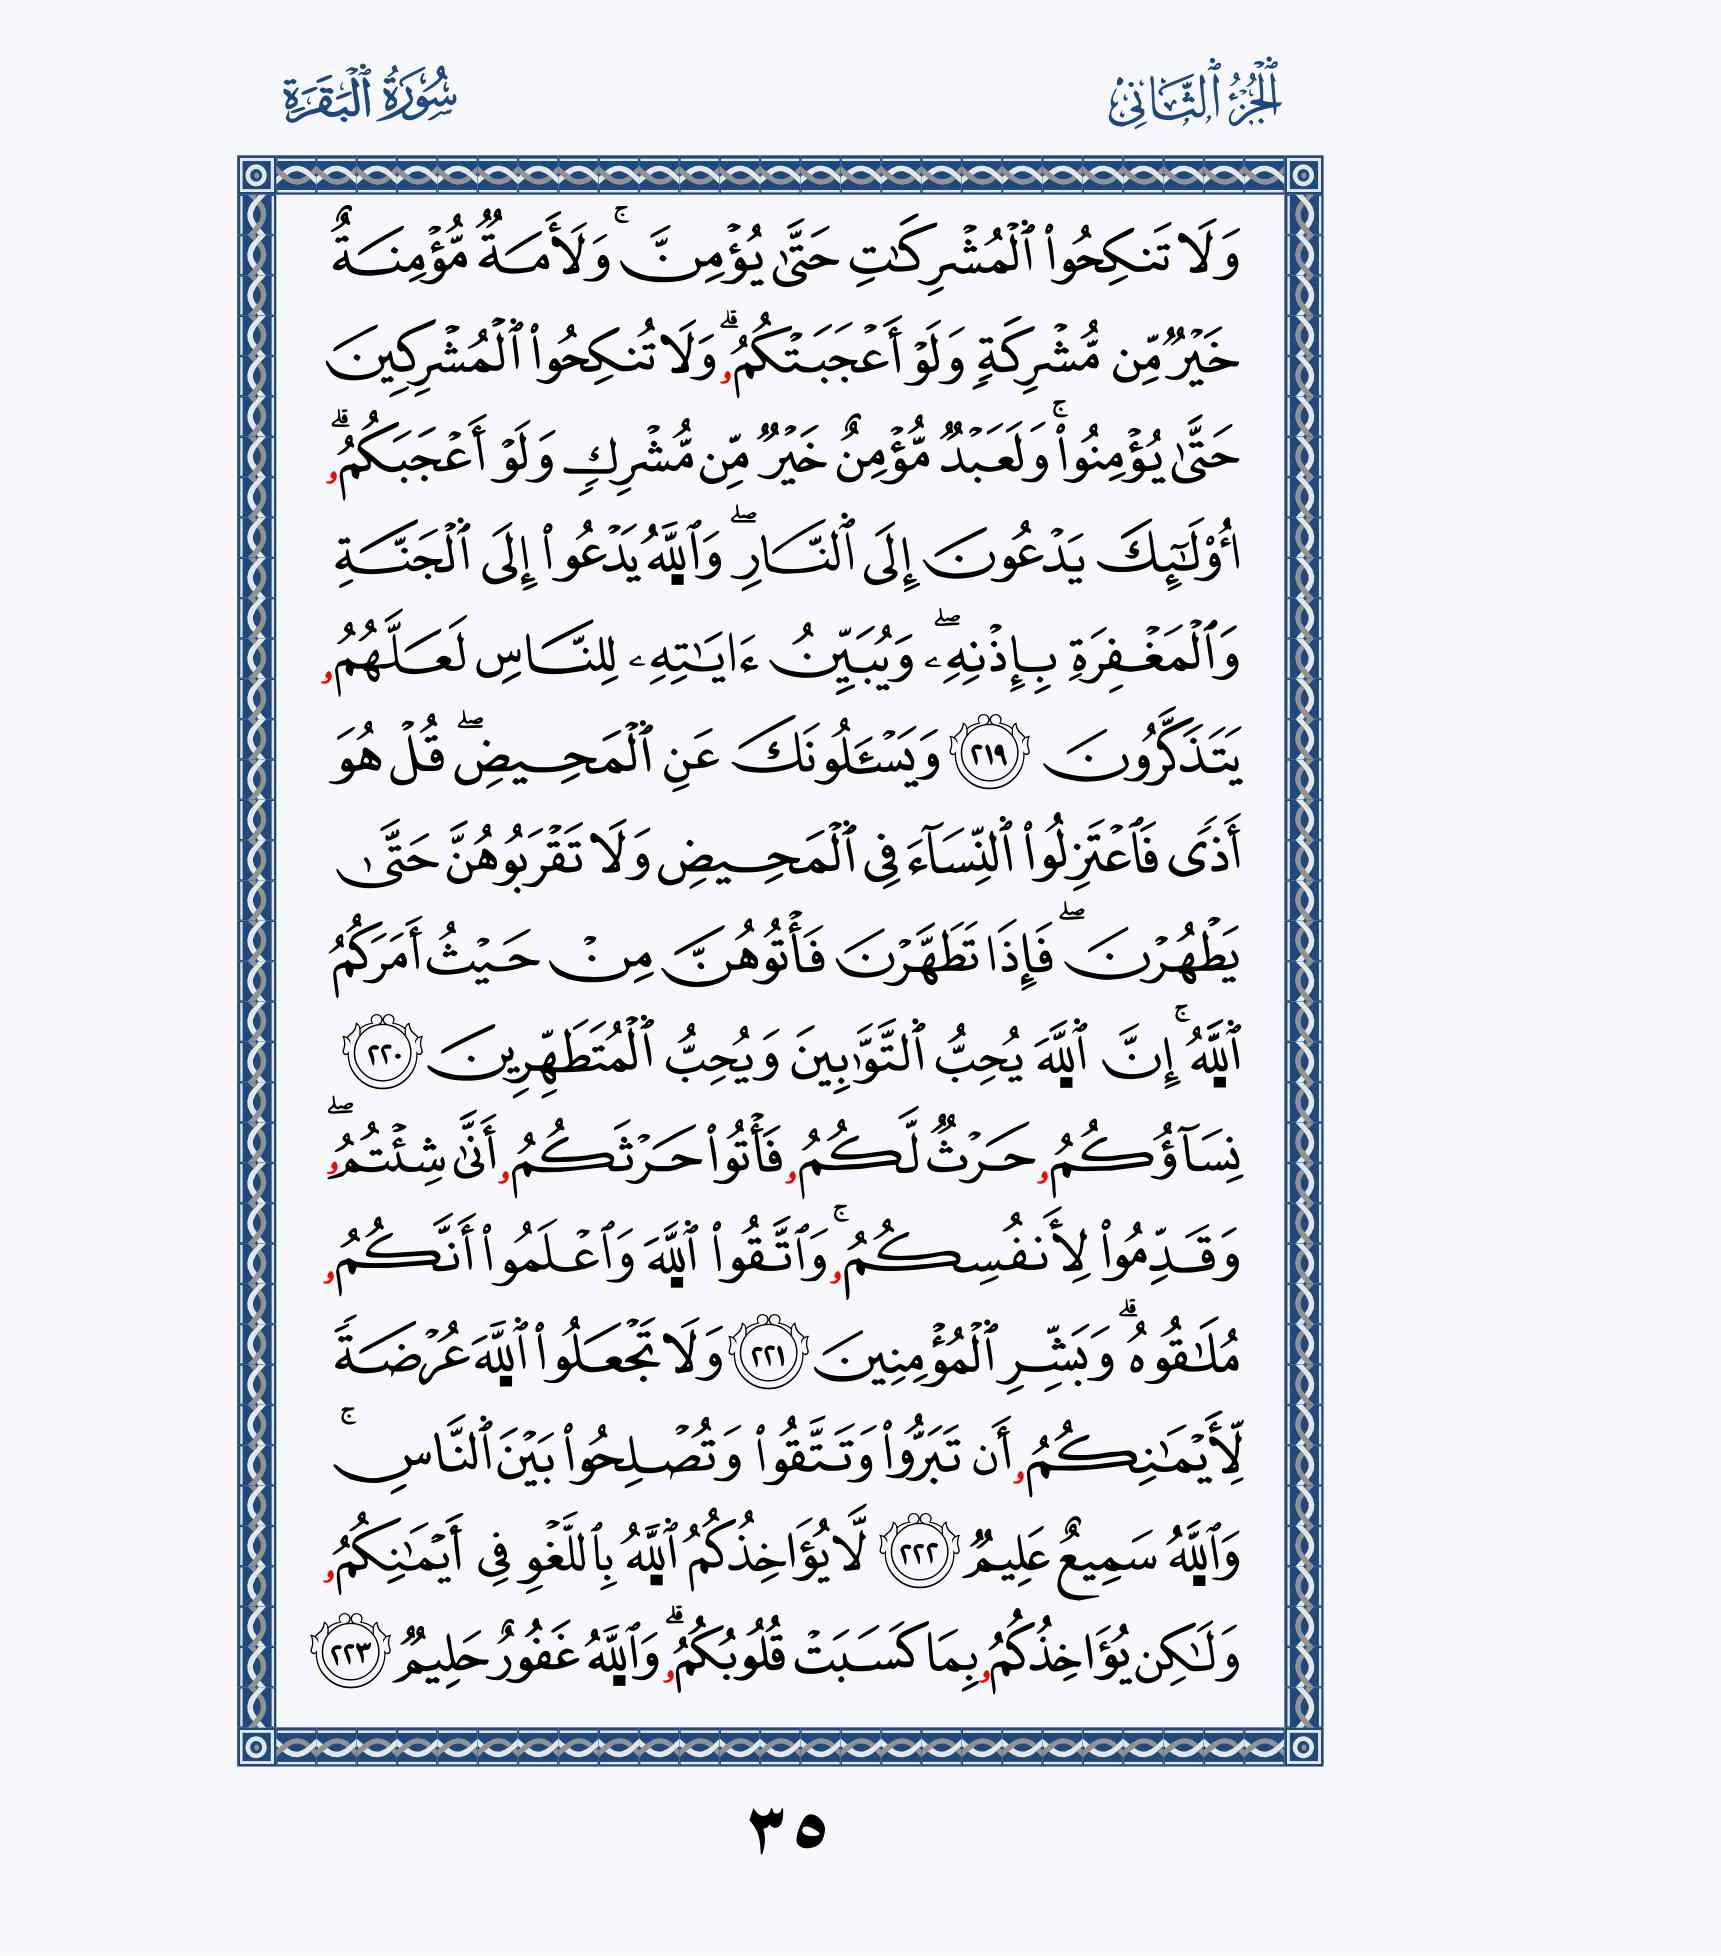 الجُزْءُ ٱلثَّانِي
سُورَةُ ٱلْبَقَرَةِ
وَلَا تَنكِحُوا۟ ٱلْمُشْرِكَٰتِ حَتَّىٰ يُؤْمِنَّ ۚ وَلَأَمَةٌ مُّؤْمِنَةٌ
خَيْرٌ مِّن مُّشْرِكَةٍ وَلَوْ أَعْجَبَتْكُمُۥ ۗ وَلَا تُنكِحُوا۟ ٱلْمُشْرِكِينَ
حَتَّىٰ يُؤْمِنُوا۟ ۚ وَلَعَبْدٌ مُّؤْمِنٌ خَيْرٌ مِّن مُّشْرِكٍ وَلَوْ أَعْجَبَكُمُۥ ۗ
أُو۟لَٰٓئِكَ يَدْعُونَ إِلَى ٱلنَّارِ ۖ وَٱللَّهُ يَدْعُوا۟ إِلَى ٱلْجَنَّةِ
وَٱلْمَغْفِرَةِ بِإِذْنِهِۦ ۖ وَيُبَيِّنُ ءَايَٰتِهِۦ لِلنَّاسِ لَعَلَّهُمُۥ
يَتَذَكَّرُونَ ٢١٩ وَيَسْـَٔلُونَكَ عَنِ ٱلْمَحِيضِ ۖ قُلْ هُوَ
أَذًى فَٱعْتَزِلُوا۟ ٱلنِّسَآءَ فِى ٱلْمَحِيضِ وَلَا تَقْرَبُوهُنَّ حَتَّىٰ
يَطْهُرْنَ ۖ فَإِذَا تَطَهَّرْنَ فَأْتُوهُنَّ مِنْ حَيْثُ أَمَرَكُمُ
ٱللَّهُ ۚ إِنَّ ٱللَّهَ يُحِبُّ ٱلتَّوَّٰبِينَ وَيُحِبُّ ٱلْمُتَطَهِّرِينَ ٢٢٠
نِسَآؤُكُمُۥ حَرْثٌ لَّكُمُۥ فَأْتُوا۟ حَرْثَكُمُۥ أَنَّىٰ شِئْتُمُۥ ۖ
وَقَدِّمُوا۟ لِأَنفُسِكُمُۥ ۚ وَٱتَّقُوا۟ ٱللَّهَ وَٱعْلَمُوا۟ أَنَّكُمُۥ
مُلَٰقُوهُ ۗ وَبَشِّرِ ٱلْمُؤْمِنِينَ ٢٢١ وَلَا تَجْعَلُوا۟ ٱللَّهَ عُرْضَةً
لِّأَيْمَٰنِكُمُۥ أَن تَبَرُّوا۟ وَتَتَّقُوا۟ وَتُصْلِحُوا۟ بَيْنَ ٱلنَّاسِ ۚ
وَٱللَّهُ سَمِيعٌ عَلِيمٌ ٢٢٢ لَّا يُؤَاخِذُكُمُ ٱللَّهُ بِٱللَّغْوِ فِى أَيْمَٰنِكُمُۥ
وَلَٰكِن يُؤَاخِذُكُمُۥ بِمَا كَسَبَتْ قُلُوبُكُمُۥ ۗ وَٱللَّهُ غَفُورٌ حَلِيمٌ ٢٢٣
٣٥